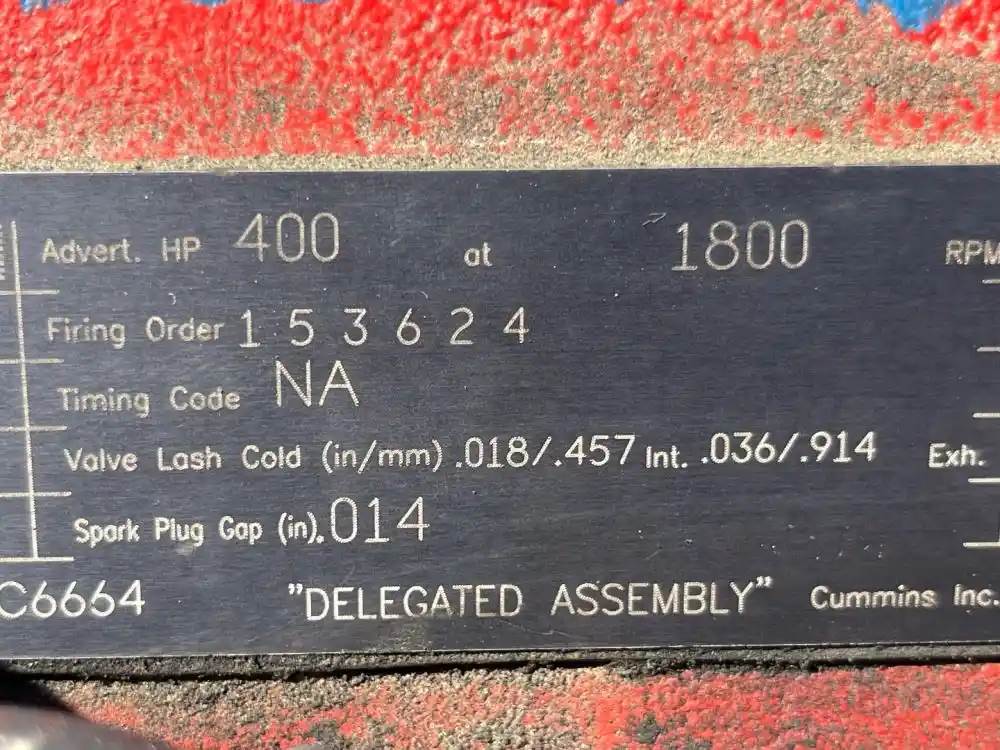 Advert. HP 400 at 1800 RPM
Firing Order 1 5 3 6 2 4
Timing Code NA
Valve Lash Cold (in/mm) .018/.457 Int. .036/.914 Exh.
Spark Plug Gap (in). 014
C6664 "DELEGATED ASSEMBLY" Cummins Inc.